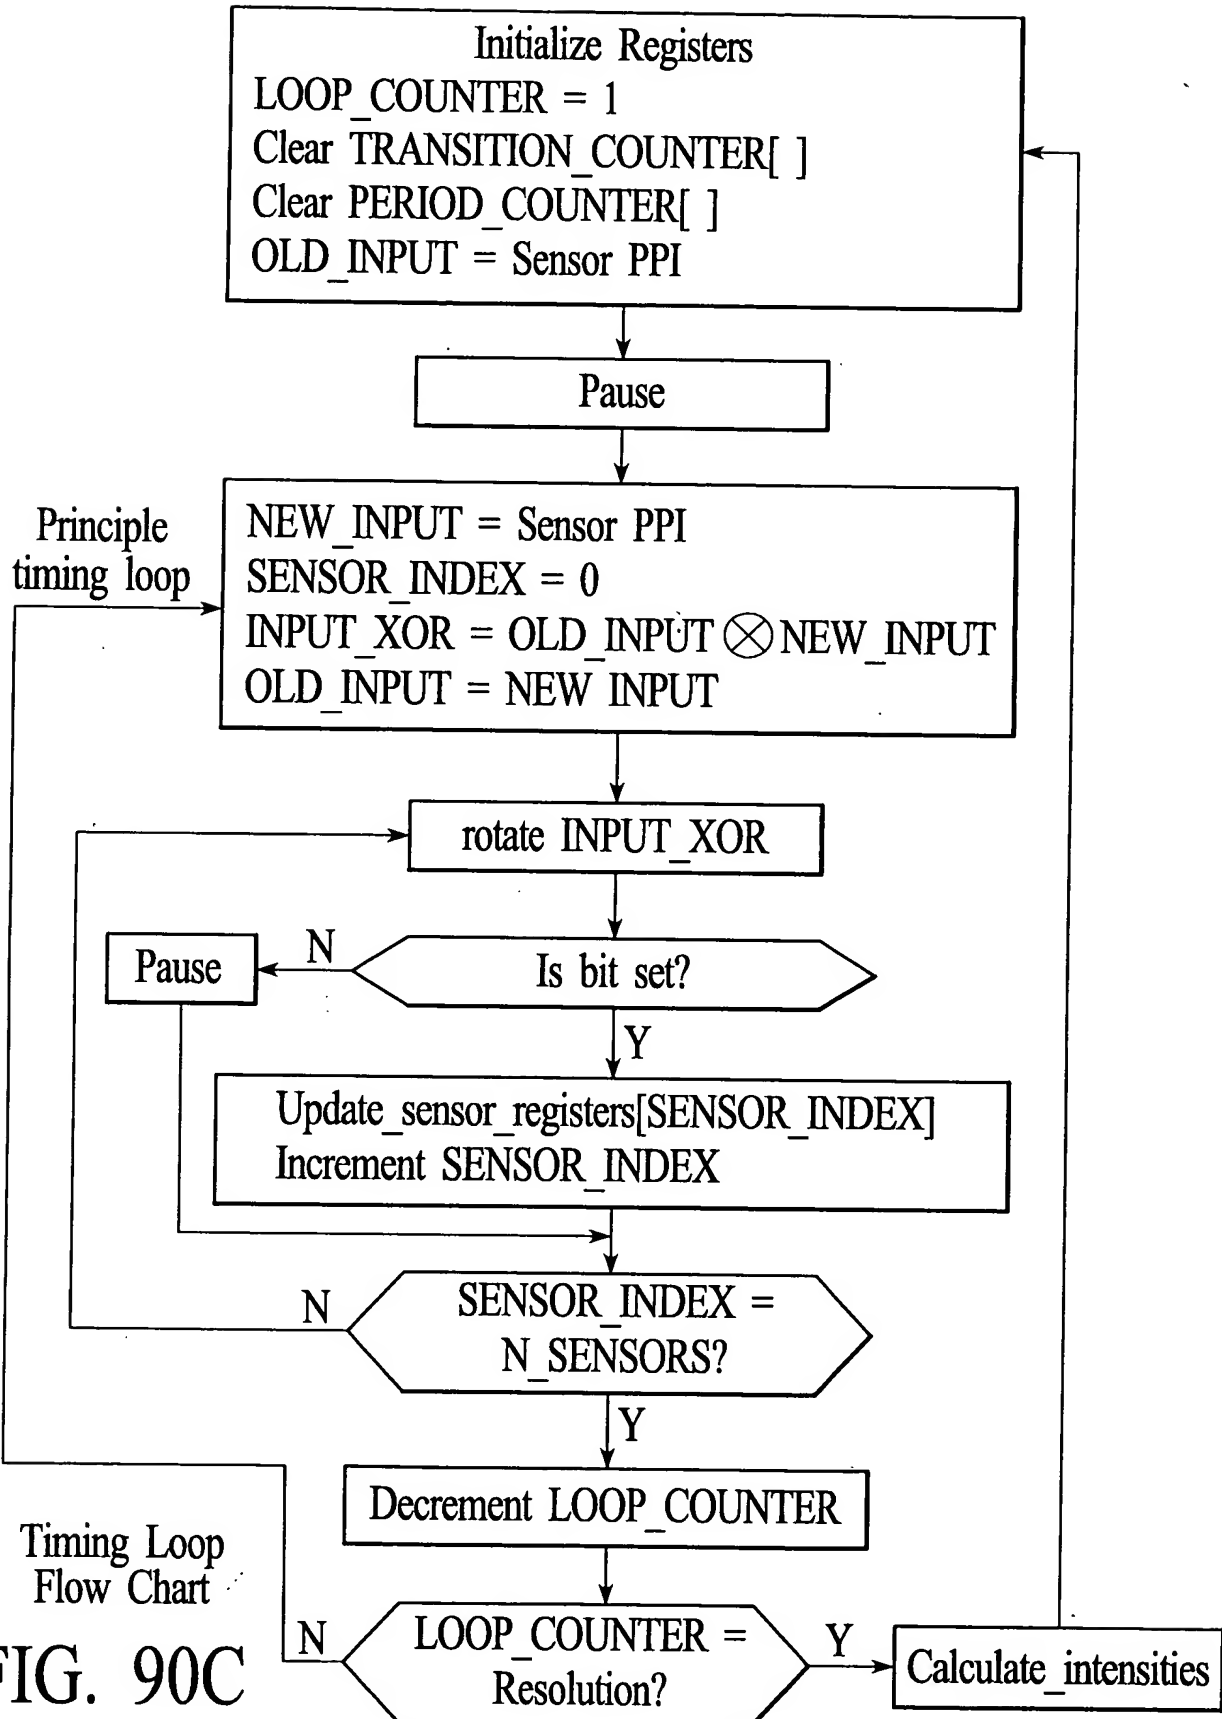 Initialize Registers
LOOP_COUNTER = 1
Clear TRANSITION_COUNTER[ ]
Clear PERIOD_COUNTER[ ]
OLD_INPUT = Sensor PPI
Pause
Principle
timing loop
NEW_INPUT = Sensor PPI
SENSOR_INDEX = 0
INPUT_XOR = OLD_INPUT ⊗ NEW_INPUT
OLD_INPUT = NEW INPUT
rotate INPUT_XOR
Pause
N
Is bit set?
Y
Update_sensor_registers[SENSOR_INDEX]
Increment SENSOR_INDEX
N
SENSOR_INDEX =
N_SENSORS?
Y
Decrement LOOP_COUNTER
Timing Loop
Flow Chart
N
LOOP_COUNTER =
Resolution?
Y
Calculate_intensities
FIG. 90C